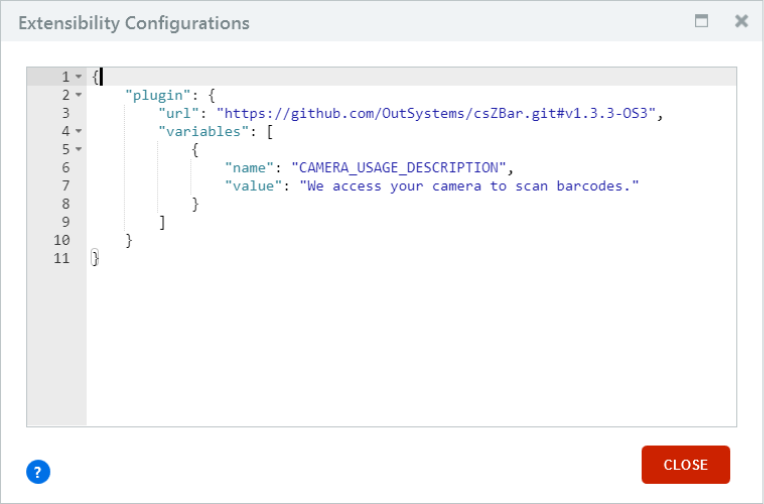 Extensibility Configurations
1 {
2 "plugin": {
3 "url": "https://github.com/OutSystems/csZBar.git#v1.3.3-OS3",
4 "variables": [
5 {
6 "name": "CAMERA_USAGE_DESCRIPTION",
7 "value": "We access your camera to scan barcodes."
8 }
9 ]
10 }
11 }
?
CLOSE